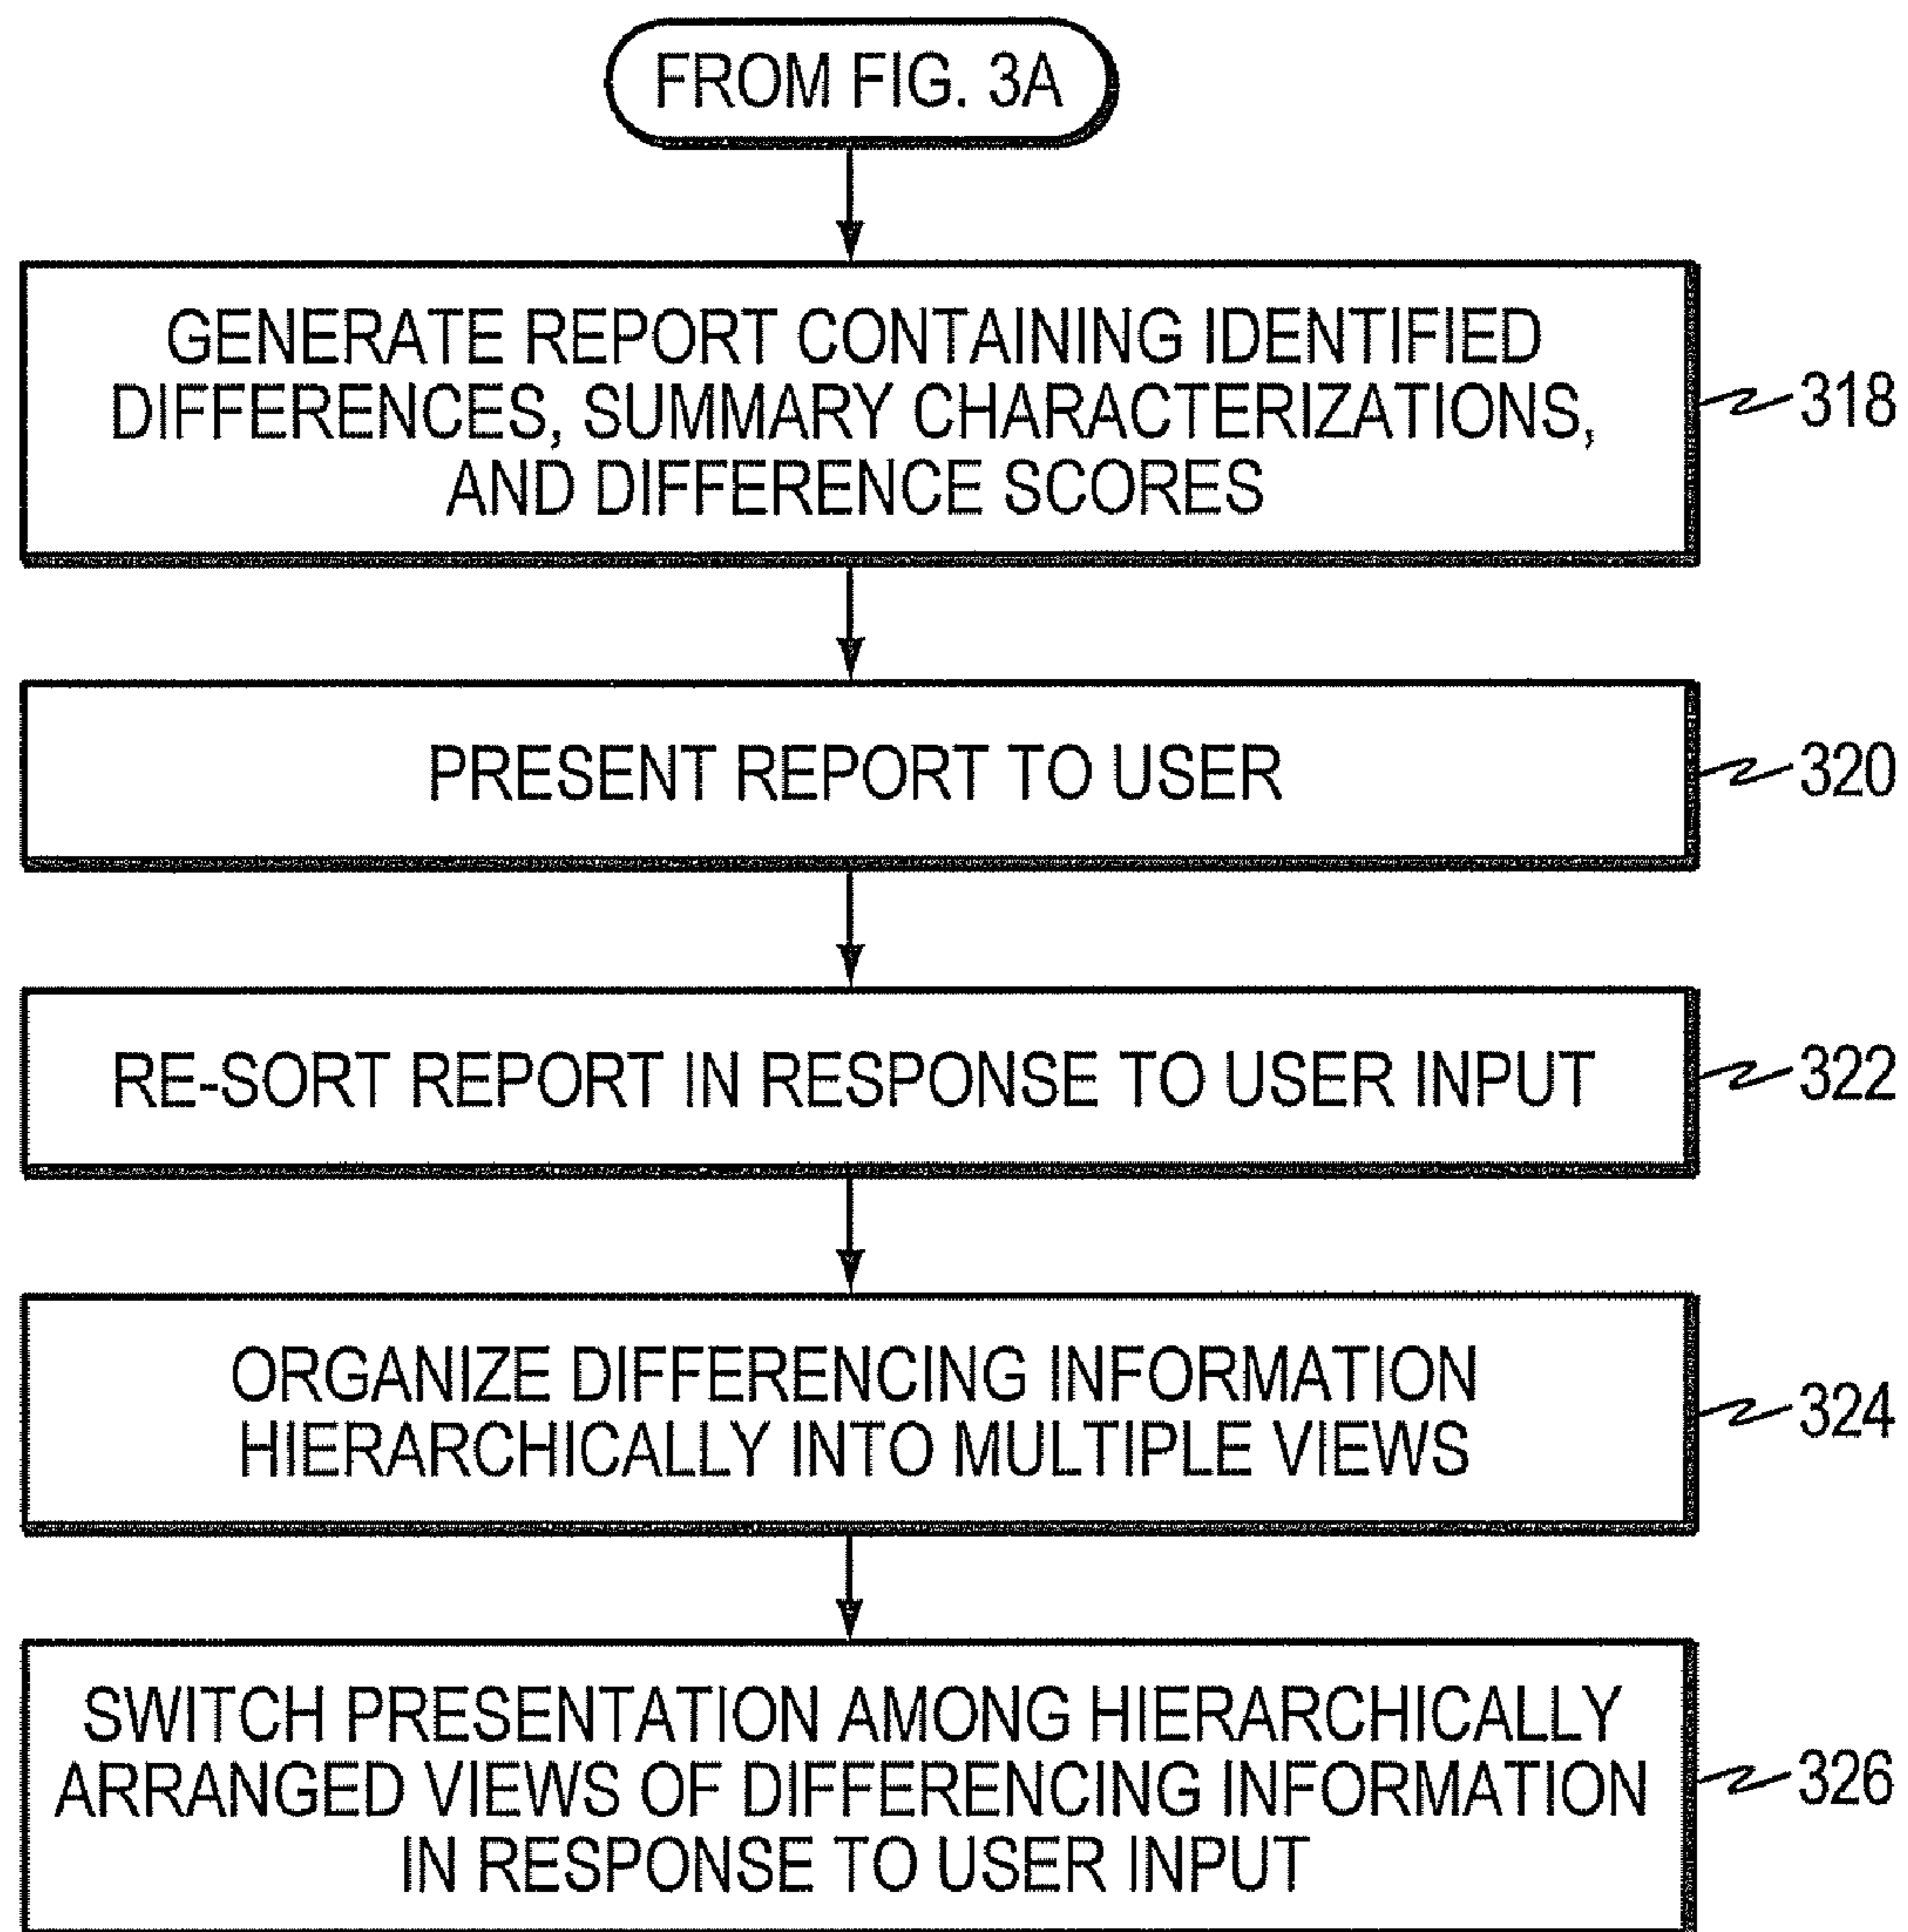 FROM FIG. 3A
GENERATE REPORT CONTAINING IDENTIFIED
DIFFERENCES, SUMMARY CHARACTERIZATIONS,
AND DIFFERENCE SCORES
318
PRESENT REPORT TO USER
320
RE-SORT REPORT IN RESPONSE TO USER INPUT
322
ORGANIZE DIFFERENCING INFORMATION
HIERARCHICALLY INTO MULTIPLE VIEWS
324
SWITCH PRESENTATION AMONG HIERARCHICALLY
ARRANGED VIEWS OF DIFFERENCING INFORMATION
IN RESPONSE TO USER INPUT
326